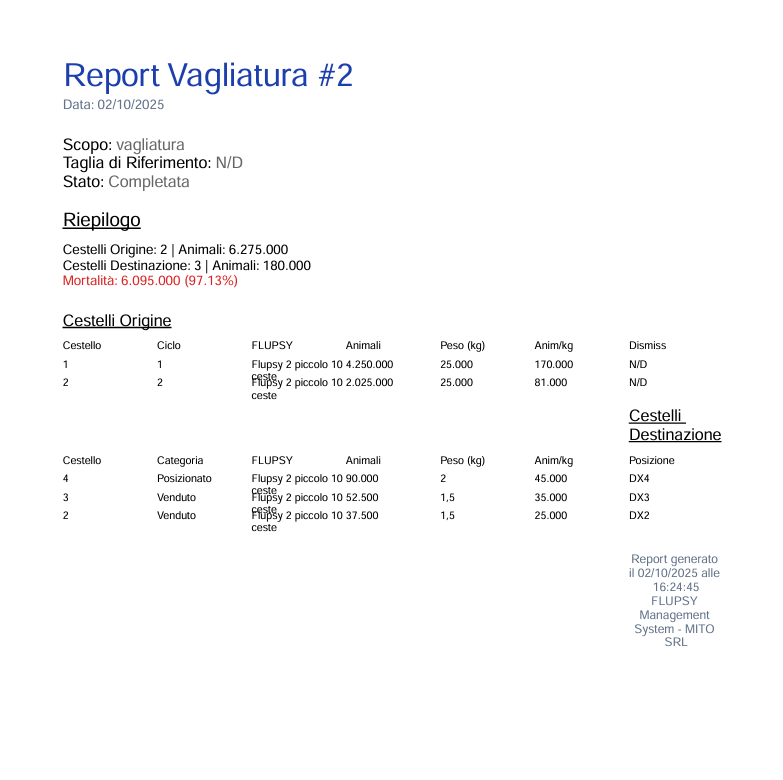 Report Vagliatura #2
Data: 02/10/2025
Scopo: vagliatura
Taglia di Riferimento: N/D
Stato: Completata
Riepilogo
Cestelli Origine: 2 | Animali: 6.275.000
Cestelli Destinazione: 3 | Animali: 180.000
Mortalità: 6.095.000 (97.13%)
Cestelli Origine
Cestello Ciclo FLUPSY Animali Peso (kg) Anim/kg Dismiss
1 1 Flupsy 2 piccolo 10 4.250.000 25.000 170.000 N/D
ceste
2 2 Flupsy 2 piccolo 10 2.025.000 25.000 81.000 N/D
ceste
Cestelli
Destinazione
Cestello Categoria FLUPSY Animali Peso (kg) Anim/kg Posizione
4 Posizionato Flupsy 2 piccolo 10 90.000 2 45.000 DX4
ceste
3 Venduto Flupsy 2 piccolo 10 52.500 1,5 35.000 DX3
ceste
2 Venduto Flupsy 2 piccolo 10 37.500 1,5 25.000 DX2
ceste
Report generato
il 02/10/2025 alle
16:24:45
FLUPSY
Management
System - MITO
SRL